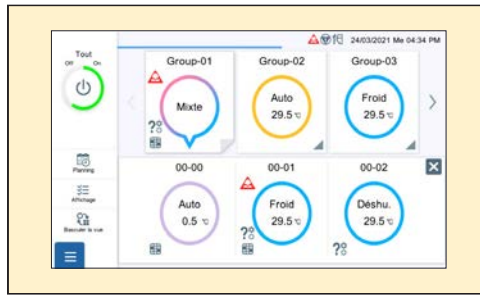 24/03/2021 Me 04:34 PM
Tout
Off On
Group-01
Group-02
Group-03
Mixte
Auto
29.5 °C
Froid
29.5 °C
Planning
Affichage
Basculer la vue
00-00
00-01
00-02
Auto
0.5 °C
Froid
29.5 °C
Déshu.
29.5 °C